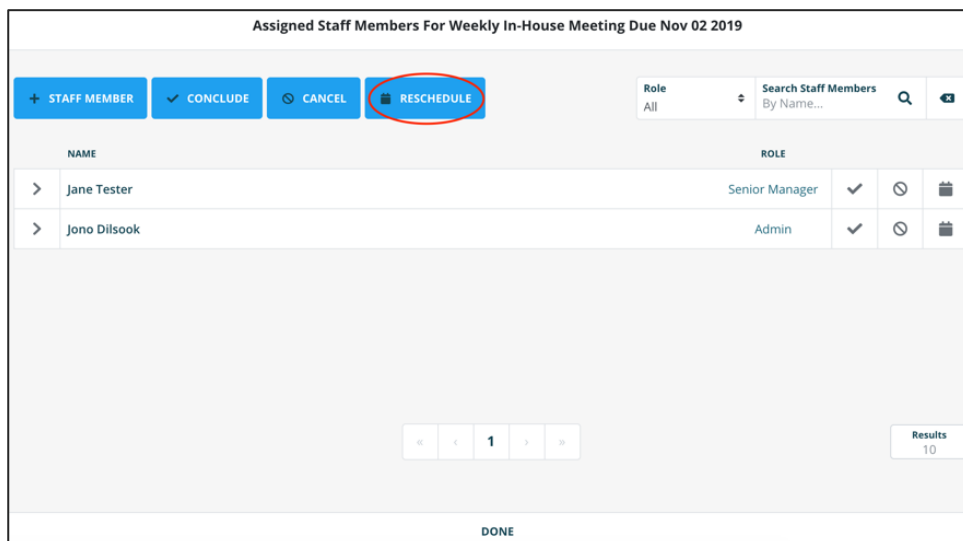 Assigned Staff Members For Weekly In-House Meeting Due Nov 02 2019
STAFF MEMBER CONCLUDE CANCEL RESCHEDULE
Role
All
Search Staff Members
By Name...
NAME ROLE
Jane Tester Senior Manager
Jono Dilsook Admin
« ‹ 1 › »
Results
10
DONE